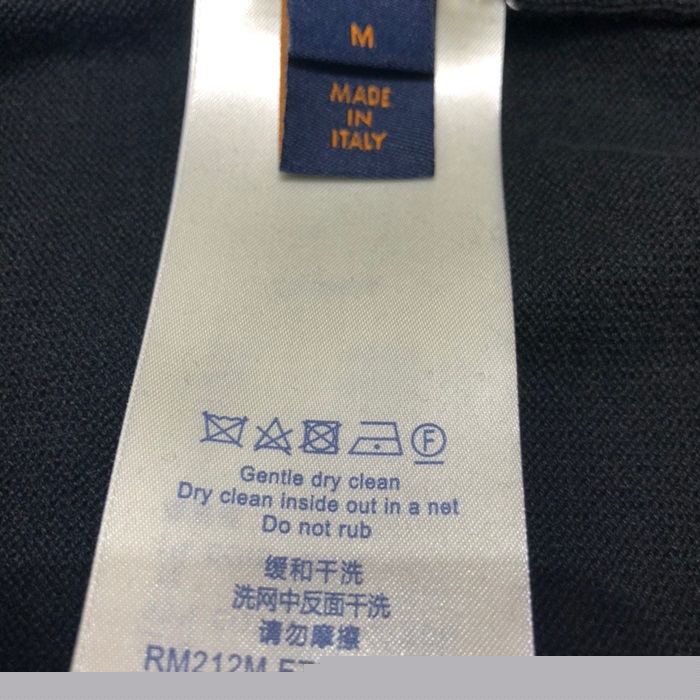 M
MADE
IN
ITALY
F
Gentle dry clean
Dry clean inside out in a net
Do not rub
缓和干洗
洗网中反面干洗
请勿摩擦
RM212M